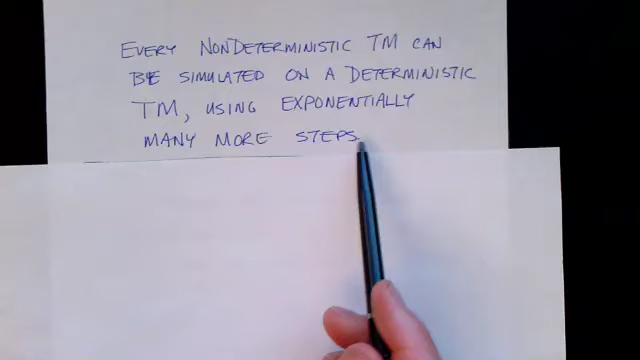 EVERY NONDETERMINISTIC TM CAN
BE SIMULATED ON A DETERMINISTIC
TM, USING EXPONENTIALLY
MANY MORE STEPS.